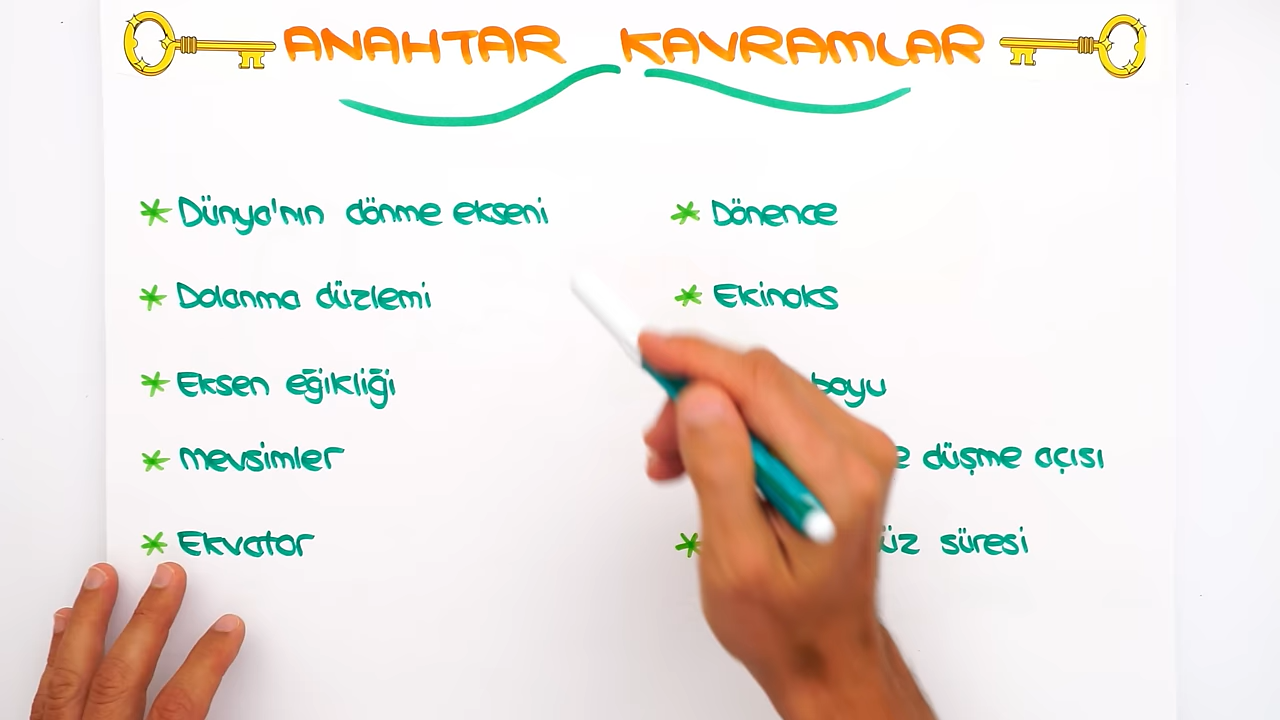 ANAHTAR KAVRAMLAR
* Dünya'nın dönme ekseni
* Dolanma düzlemi
* Eksen eğikliği
* Mevsimler
* Ekvator
* Dönence
* Ekinoks
boyu
düşme açısı
* süresi